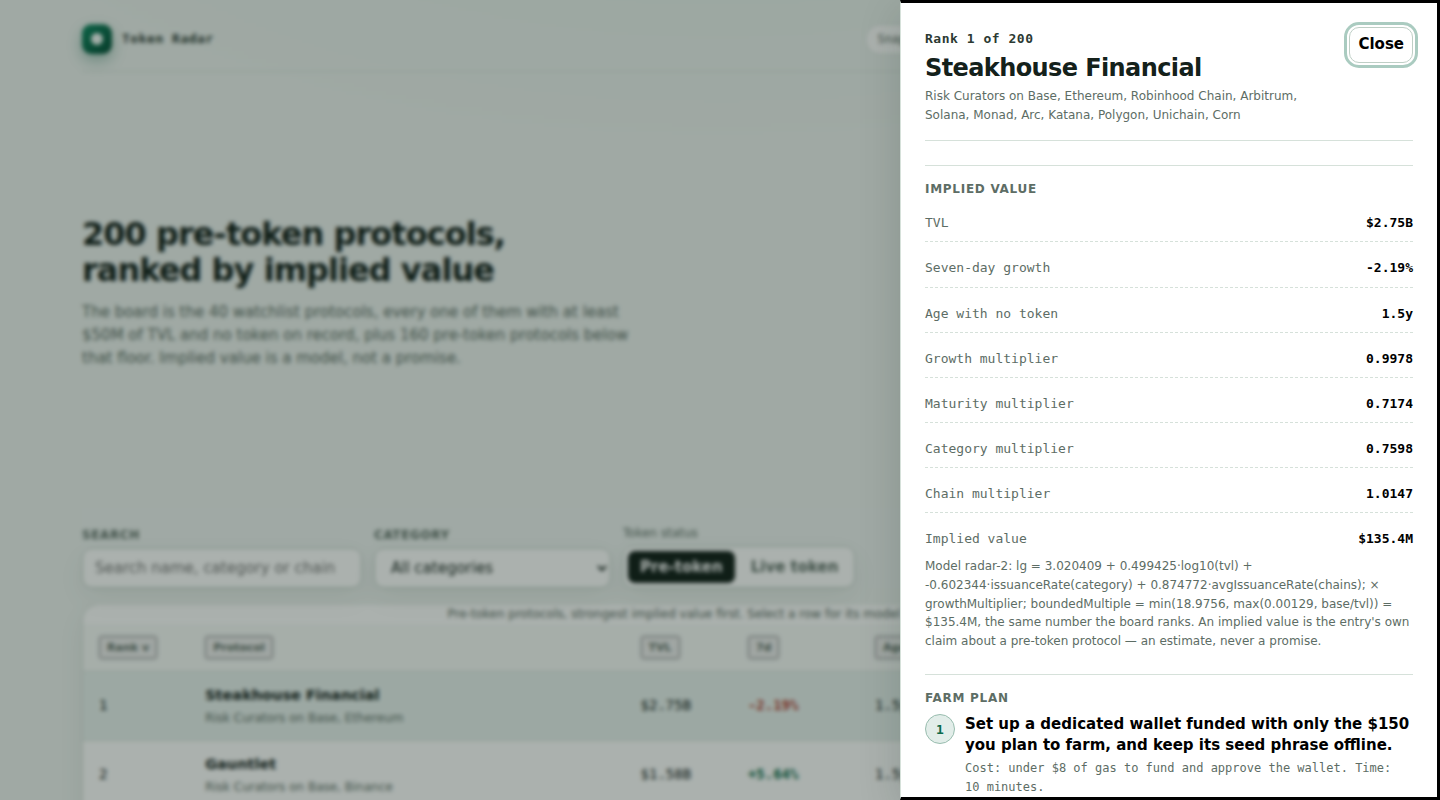 Token Radar
200 pre-token protocols,
ranked by implied value
The board is the 40 watchlist protocols, every one of them with at least
$50M of TVL and no token on record, plus 160 pre-token protocols below
that floor. Implied value is a model, not a promise.
SEARCH
CATEGORY
Token status
Search name, category or chain
All categories
Pre-token
Live token
Pre-token protocols, strongest implied value first. Select a row for its model
Rank
Protocol
TVL
7d
1
Steakhouse Financial
Risk Curators on Base, Ethereum
$2.75B
-2.19%
2
Gauntlet
Risk Curators on Base, Binance
$1.58B
+5.64%
Rank 1 of 200
Close
Steakhouse Financial
Risk Curators on Base, Ethereum, Robinhood Chain, Arbitrum,
Solana, Monad, Arc, Katana, Polygon, Unichain, Corn
IMPLIED VALUE
TVL $2.75B
Seven-day growth -2.19%
Age with no token 1.5y
Growth multiplier 0.9978
Maturity multiplier 0.7174
Category multiplier 0.7598
Chain multiplier 1.0147
Implied value $135.4M
Model radar-2: lg = 3.020409 + 0.499425·log10(tvl) +
-0.602344·issuanceRate(category) + 0.874772·avgIssuanceRate(chains); ×
growthMultiplier; boundedMultiple = min(18.9756, max(0.00129, base/tvl)) =
$135.4M, the same number the board ranks. An implied value is the entry's own
claim about a pre-token protocol — an estimate, never a promise.
FARM PLAN
1
Set up a dedicated wallet funded with only the $150
you plan to farm, and keep its seed phrase offline.
Cost: under $8 of gas to fund and approve the wallet. Time:
10 minutes.